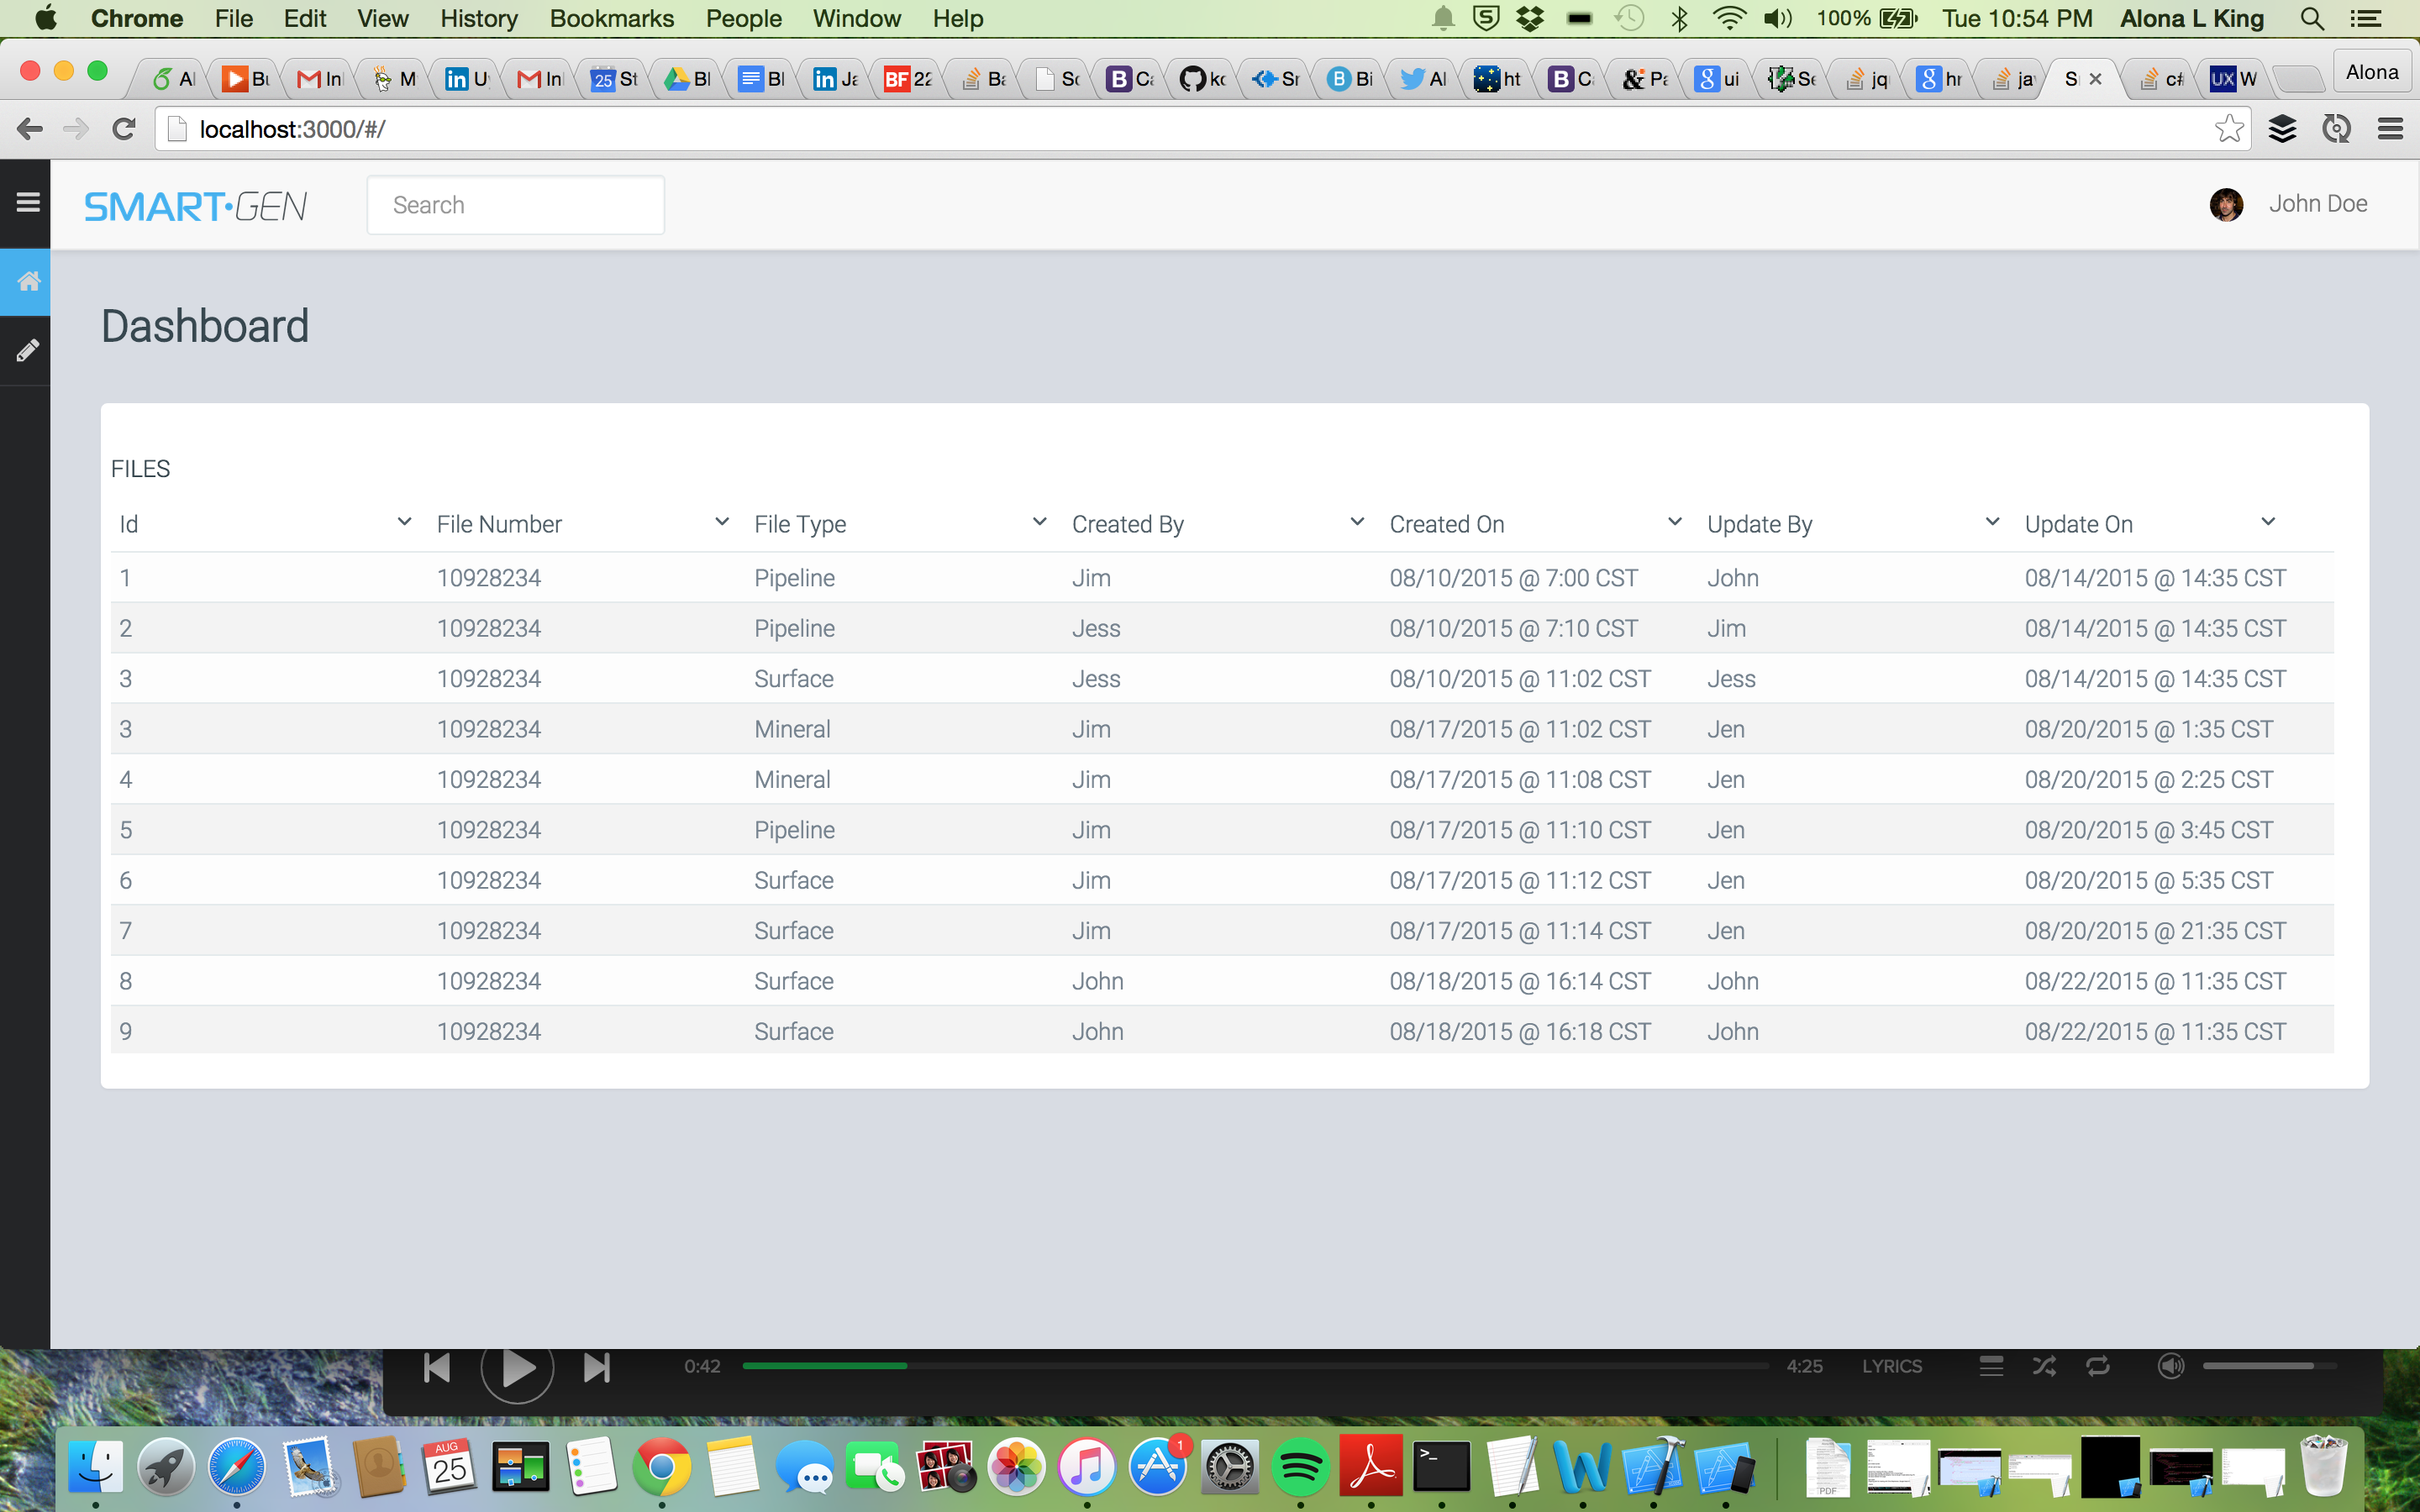 Chrome File Edit View History Bookmarks People Window Help 100% Tue 10:54 PM Alona L King
Al Bu In M U In 25 St Bl Bl Ja BF 22 Ba Sc Ca kc Sr Bi Al ht C Pa ui Se jq hr ja S c# UX W Alona
localhost:3000/#/
SMART·GEN Search John Doe
Dashboard
FILES
Id File Number File Type Created By Created On Update By Update On
1 10928234 Pipeline Jim 08/10/2015 @ 7:00 CST John 08/14/2015 @ 14:35 CST
2 10928234 Pipeline Jess 08/10/2015 @ 7:10 CST Jim 08/14/2015 @ 14:35 CST
3 10928234 Surface Jess 08/10/2015 @ 11:02 CST Jess 08/14/2015 @ 14:35 CST
3 10928234 Mineral Jim 08/17/2015 @ 11:02 CST Jen 08/20/2015 @ 1:35 CST
4 10928234 Mineral Jim 08/17/2015 @ 11:08 CST Jen 08/20/2015 @ 2:25 CST
5 10928234 Pipeline Jim 08/17/2015 @ 11:10 CST Jen 08/20/2015 @ 3:45 CST
6 10928234 Surface Jim 08/17/2015 @ 11:12 CST Jen 08/20/2015 @ 5:35 CST
7 10928234 Surface Jim 08/17/2015 @ 11:14 CST Jen 08/20/2015 @ 21:35 CST
8 10928234 Surface John 08/18/2015 @ 16:14 CST John 08/22/2015 @ 11:35 CST
9 10928234 Surface John 08/18/2015 @ 16:18 CST John 08/22/2015 @ 11:35 CST
0:42 4:25 LYRICS
AUG
25
1
PDF